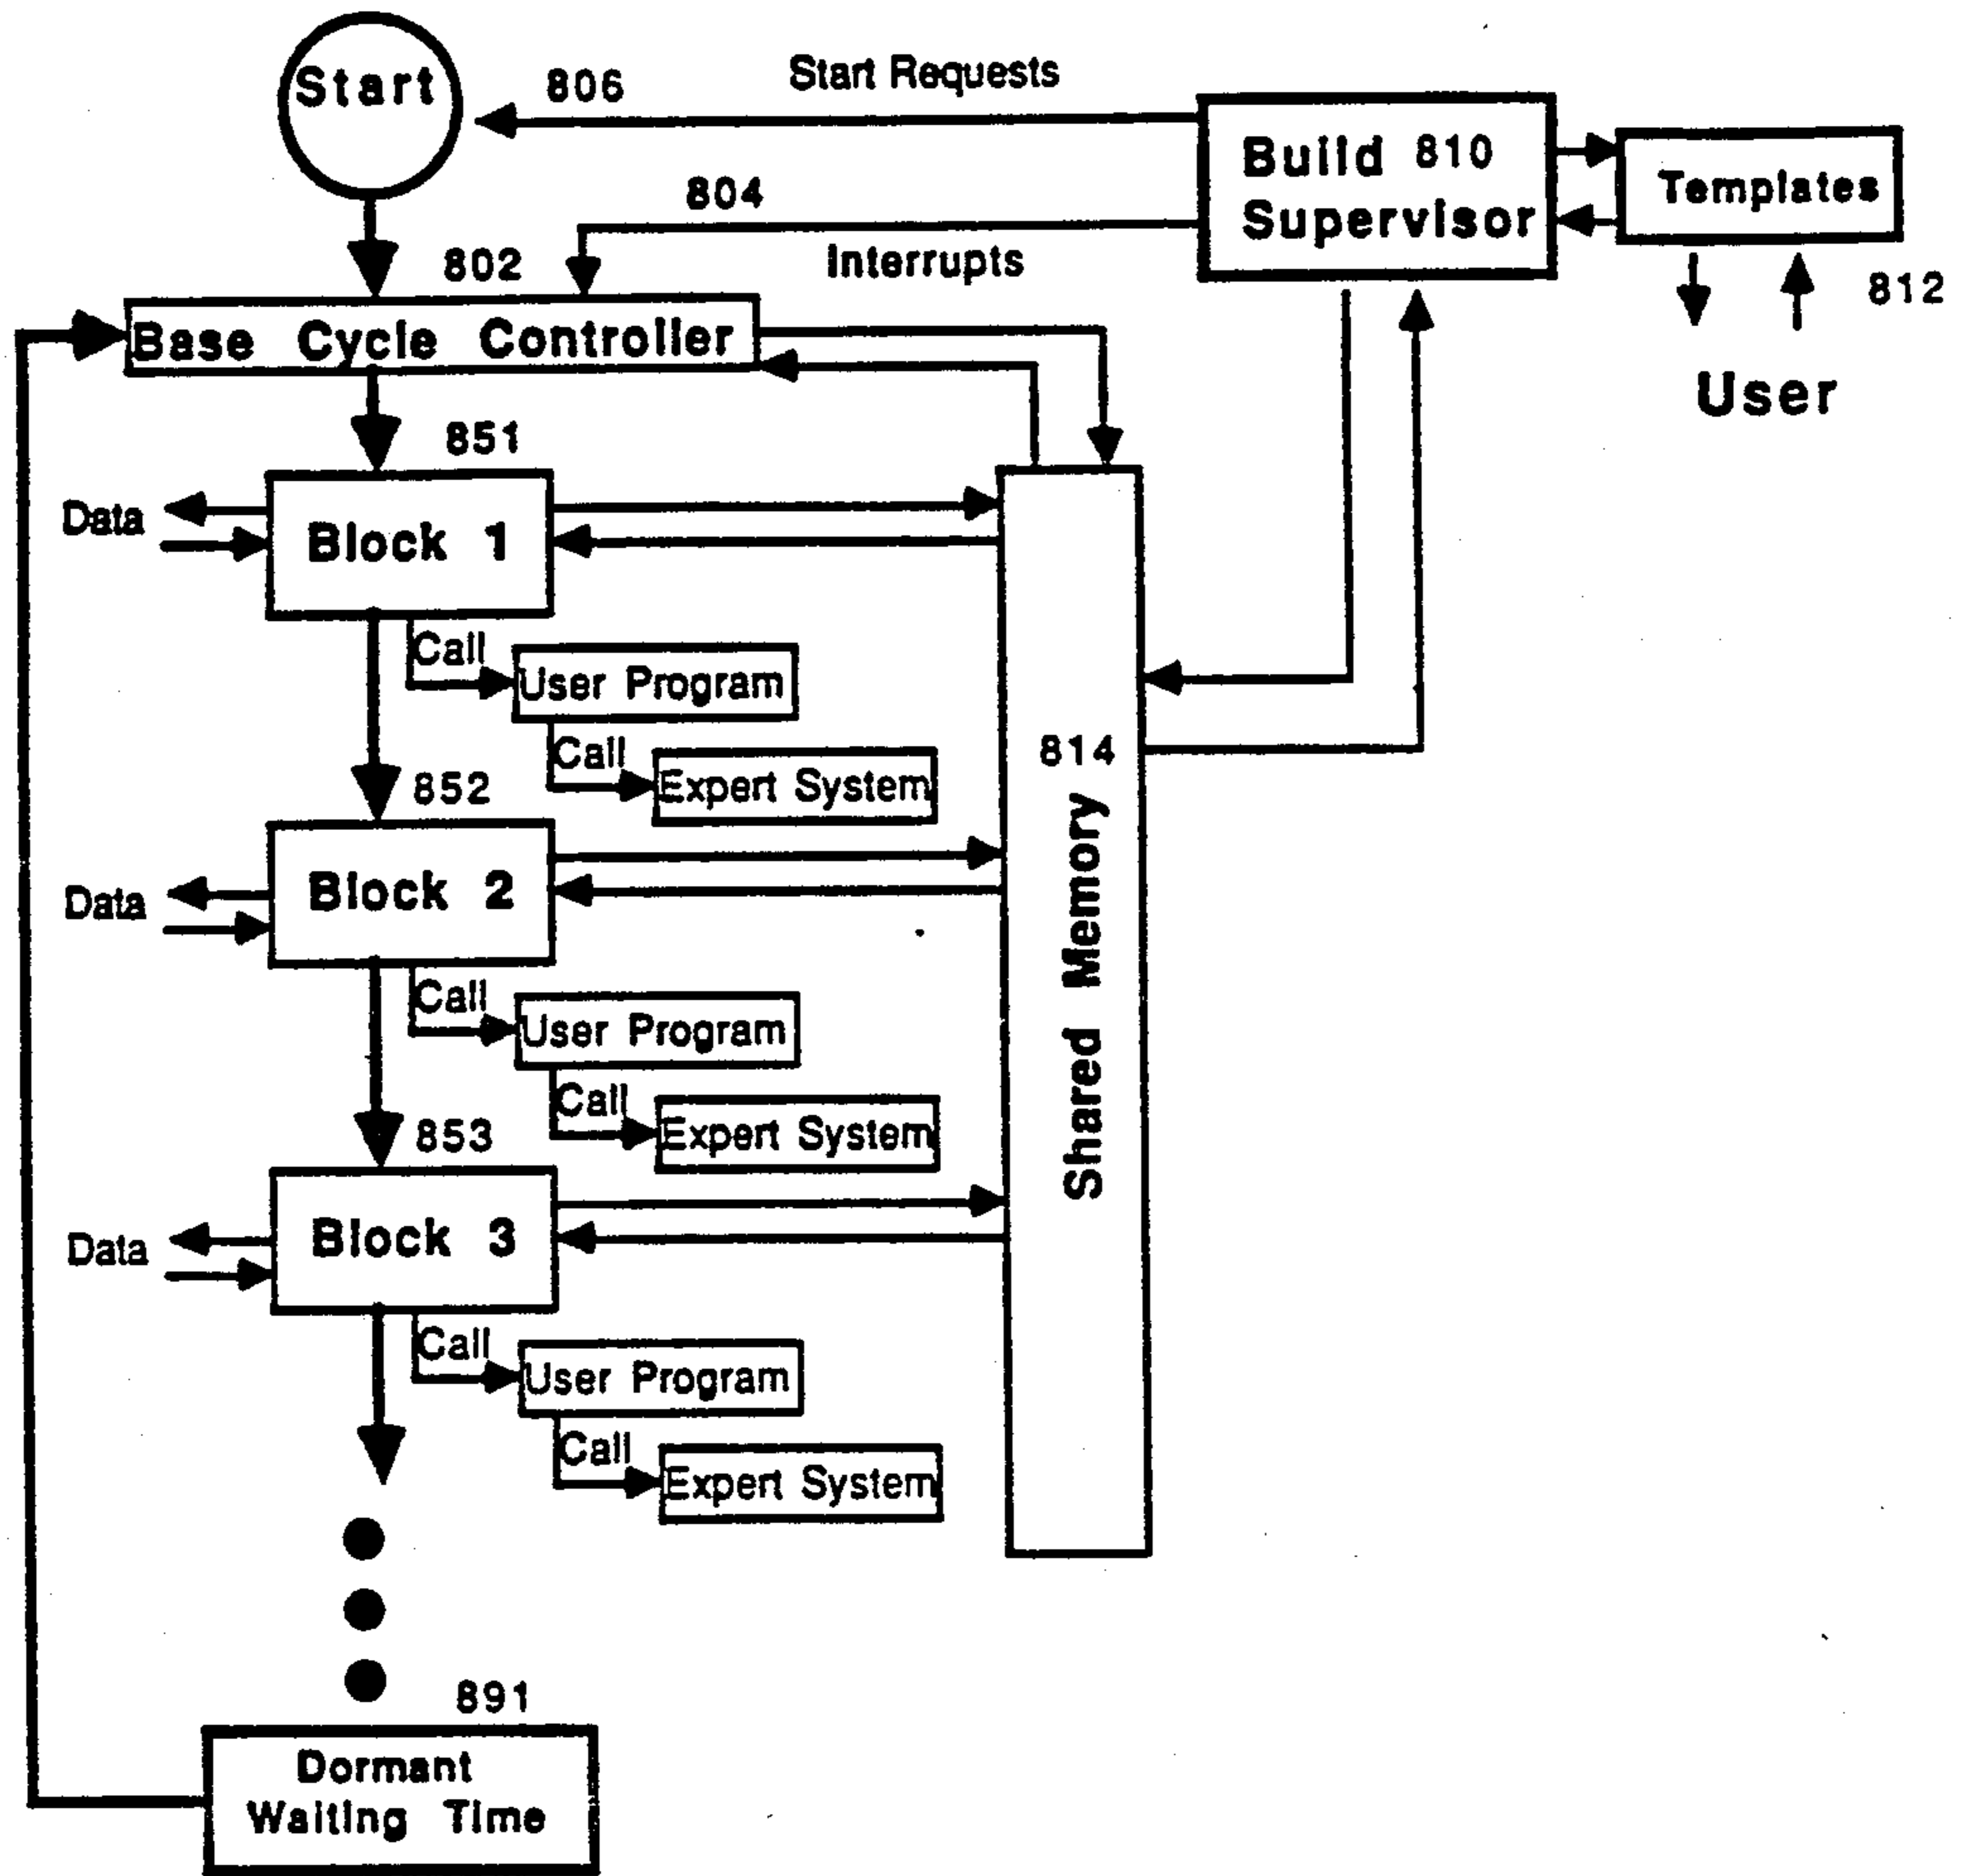 Start
806
Start Requests
Build 810
Supervisor
Templates
804
Interrupts
802
812
User
Base Cycle Controller
851
Data
Block 1
Call
User Program
Call
Expert System
814
Shared Memory
852
Data
Block 2
Call
User Program
Call
Expert System
853
Data
Block 3
Call
User Program
Call
Expert System
891
Dormant
Waiting Time